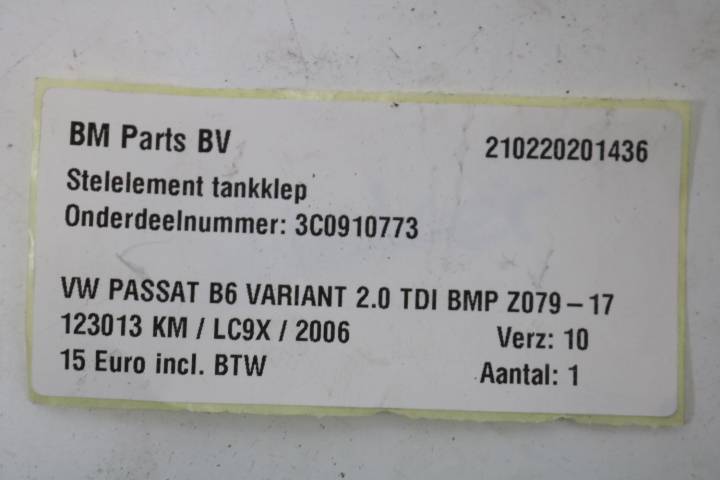 BM Parts BV 210220201436
Stelelement tankklep
Onderdeelnummer: 3C0910773
VW PASSAT B6 VARIANT 2.0 TDI BMP Z079-17
123013 KM / LC9X / 2006 Verz: 10
15 Euro incl. BTW Aantal: 1